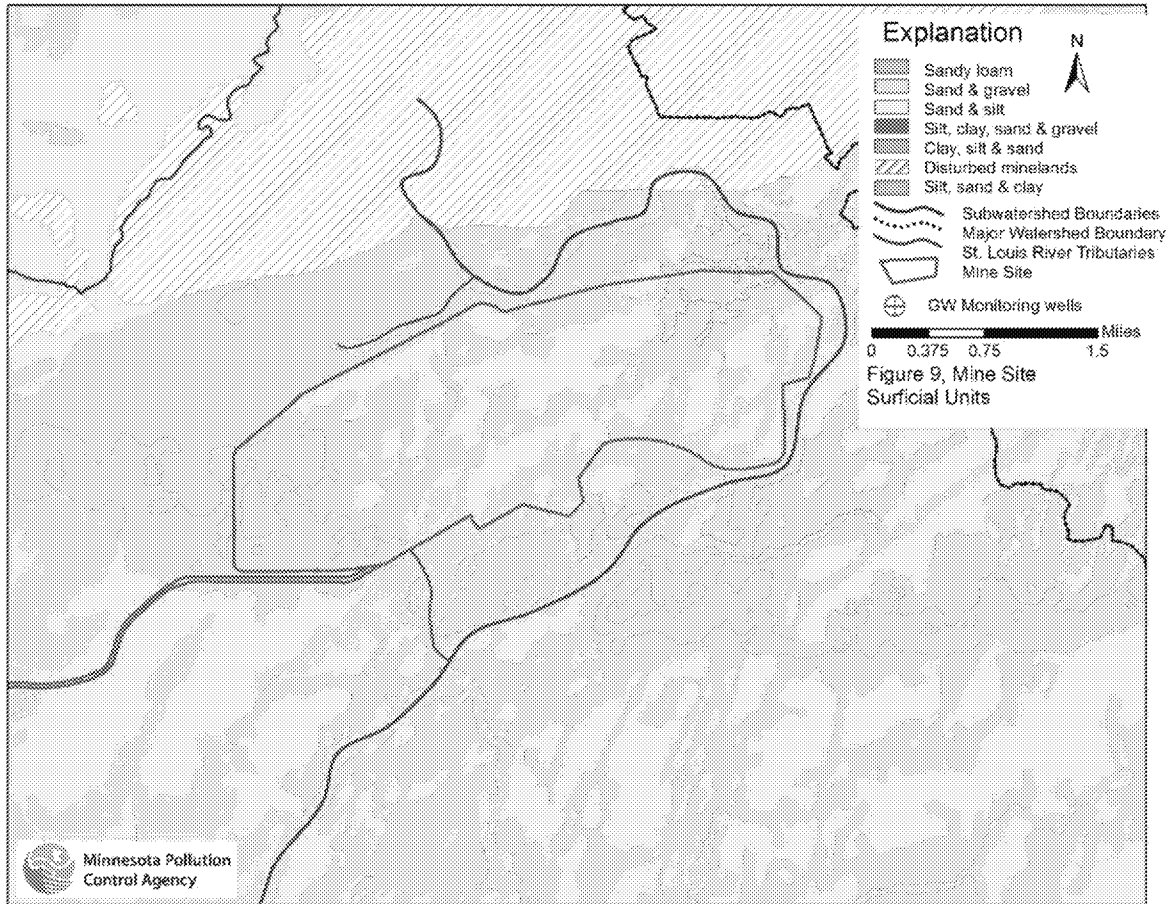 Explanation
N
Sandy loam
Sand & gravel
Sand & silt
Silt, clay, sand & gravel
Clay, silt & sand
Disturbed minelands
Silt, sand & clay
Subwatershed Boundaries
Major Watershed Boundary
St. Louis River Tributaries
Mine Site
GW Monitoring wells
Miles
0 0.375 0.75 1.5
Figure 9, Mine Site
Surficial Units
Minnesota Pollution
Control Agency